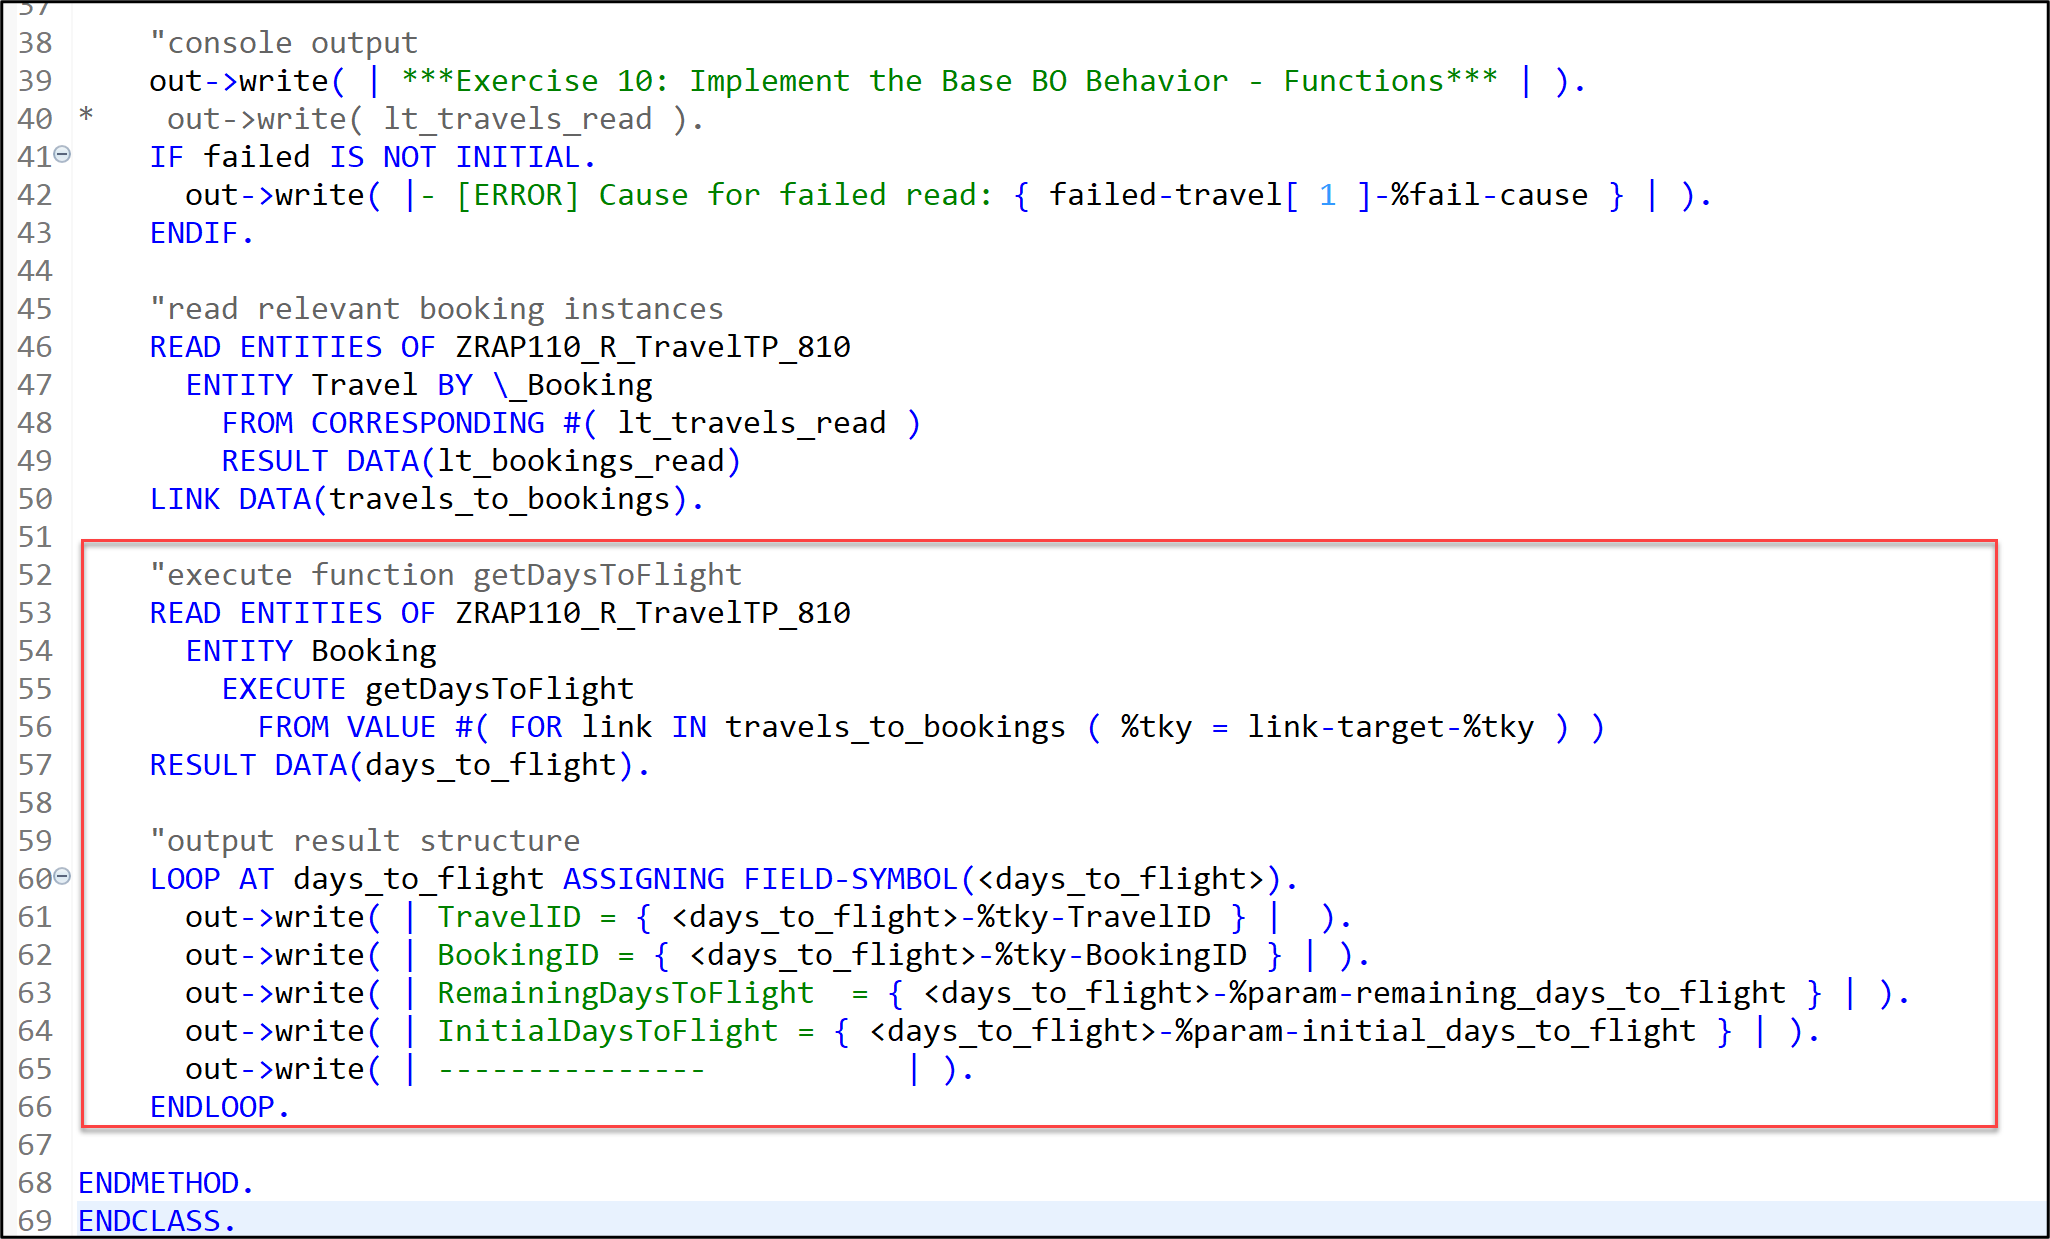 37
38     "console output
39     out->write( | ***Exercise 10: Implement the Base BO Behavior - Functions*** | ).
40 *    out->write( lt_travels_read ).
41     IF failed IS NOT INITIAL.
42       out->write( |- [ERROR] Cause for failed read: { failed-travel[ 1 ]-%fail-cause } | ).
43     ENDIF.
44
45     "read relevant booking instances
46     READ ENTITIES OF ZRAP110_R_TravelTP_810
47       ENTITY Travel BY \_Booking
48         FROM CORRESPONDING #( lt_travels_read )
49         RESULT DATA(lt_bookings_read)
50     LINK DATA(travels_to_bookings).
51
52     "execute function getDaysToFlight
53     READ ENTITIES OF ZRAP110_R_TravelTP_810
54       ENTITY Booking
55         EXECUTE getDaysToFlight
56           FROM VALUE #( FOR link IN travels_to_bookings ( %tky = link-target-%tky ) )
57     RESULT DATA(days_to_flight).
58
59     "output result structure
60     LOOP AT days_to_flight ASSIGNING FIELD-SYMBOL(<days_to_flight>).
61       out->write( | TravelID = { <days_to_flight>-%tky-TravelID } |  ).
62       out->write( | BookingID = { <days_to_flight>-%tky-BookingID } | ).
63       out->write( | RemainingDaysToFlight  = { <days_to_flight>-%param-remaining_days_to_flight } | ).
64       out->write( | InitialDaysToFlight = { <days_to_flight>-%param-initial_days_to_flight } | ).
65       out->write( | ---------------           | ).
66     ENDLOOP.
67
68 ENDMETHOD.
69 ENDCLASS.